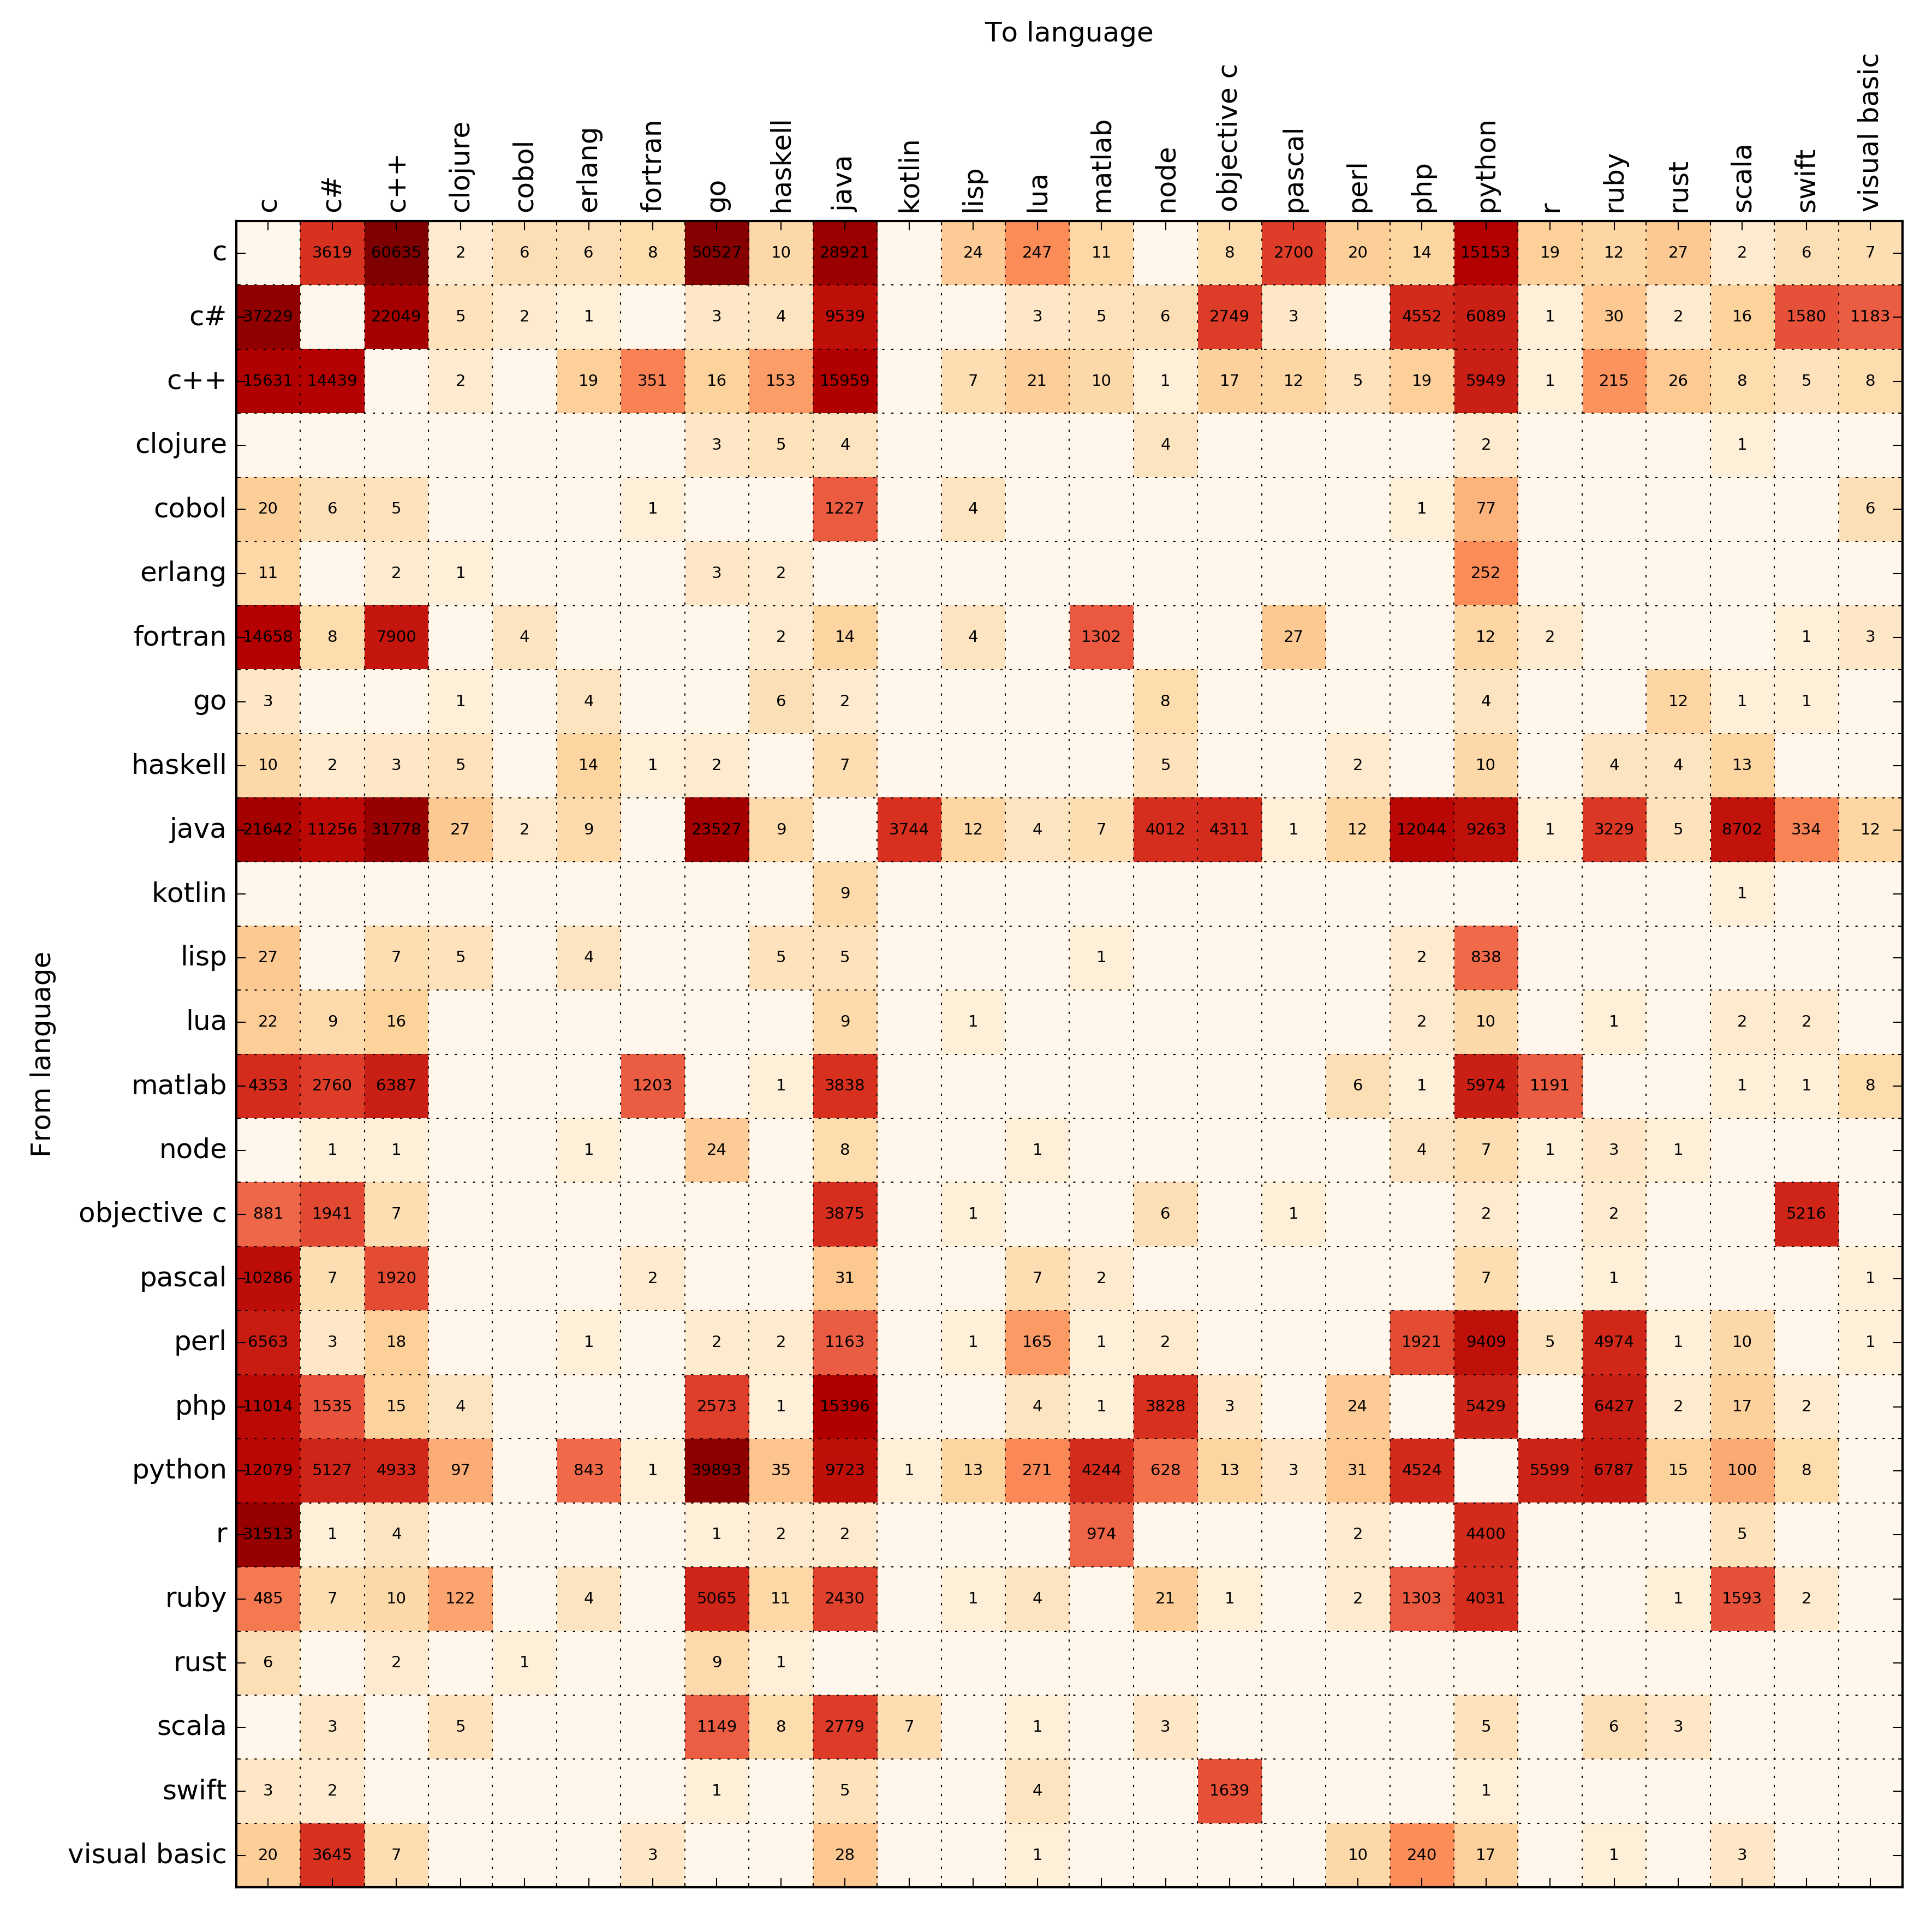 To language
c c# c++ clojure cobol erlang fortran go haskell java kotlin lisp lua matlab node objective c pascal perl php python r ruby rust scala swift visual basic
From language
c 3619 60635 2 6 6 8 50527 10 28921 24 247 11 8 2700 20 14 15153 19 12 27 2 6 7
c# 37229 22049 5 2 1 3 4 9539 3 5 6 2749 3 4552 6089 1 30 2 16 1580 1183
c++ 15631 14439 2 19 351 16 153 15959 7 21 10 1 17 12 5 19 5949 1 215 26 8 5 8
clojure 3 5 4 4 2 1
cobol 20 6 5 1 1227 4 1 77 6
erlang 11 2 1 3 2 252
fortran 14658 8 7900 4 2 14 4 1302 27 12 2 1 3
go 3 1 4 6 2 8 4 12 1 1
haskell 10 2 3 5 14 1 2 7 5 2 10 4 4 13
java 21642 11256 31778 27 2 9 23527 9 3744 12 4 7 4012 4311 1 12 12044 9263 1 3229 5 8702 334 12
kotlin 9 1
lisp 27 7 5 4 5 5 1 2 838
lua 22 9 16 9 1 2 10 1 2 2
matlab 4353 2760 6387 1203 1 3838 6 1 5974 1191 1 1 8
node 1 1 1 24 8 1 4 7 1 3 1
objective c 881 1941 7 3875 1 6 1 2 2 5216
pascal 10286 7 1920 2 31 7 2 7 1 1
perl 6563 3 18 1 2 2 1163 1 165 1 2 1921 9409 5 4974 1 10 1
php 11014 1535 15 4 2573 1 15396 4 1 3828 3 24 5429 6427 2 17 2
python 12079 5127 4933 97 843 1 39893 35 9723 1 13 271 4244 628 13 3 31 4524 5599 6787 15 100 8
r 31513 1 4 1 2 2 974 2 4400 5
ruby 485 7 10 122 4 5065 11 2430 1 4 21 1 2 1303 4031 1 1593 2
rust 6 2 1 9 1
scala 3 5 1149 8 2779 7 1 3 5 6 3
swift 3 2 1 5 4 1639 1
visual basic 20 3645 7 3 28 1 10 240 17 1 3